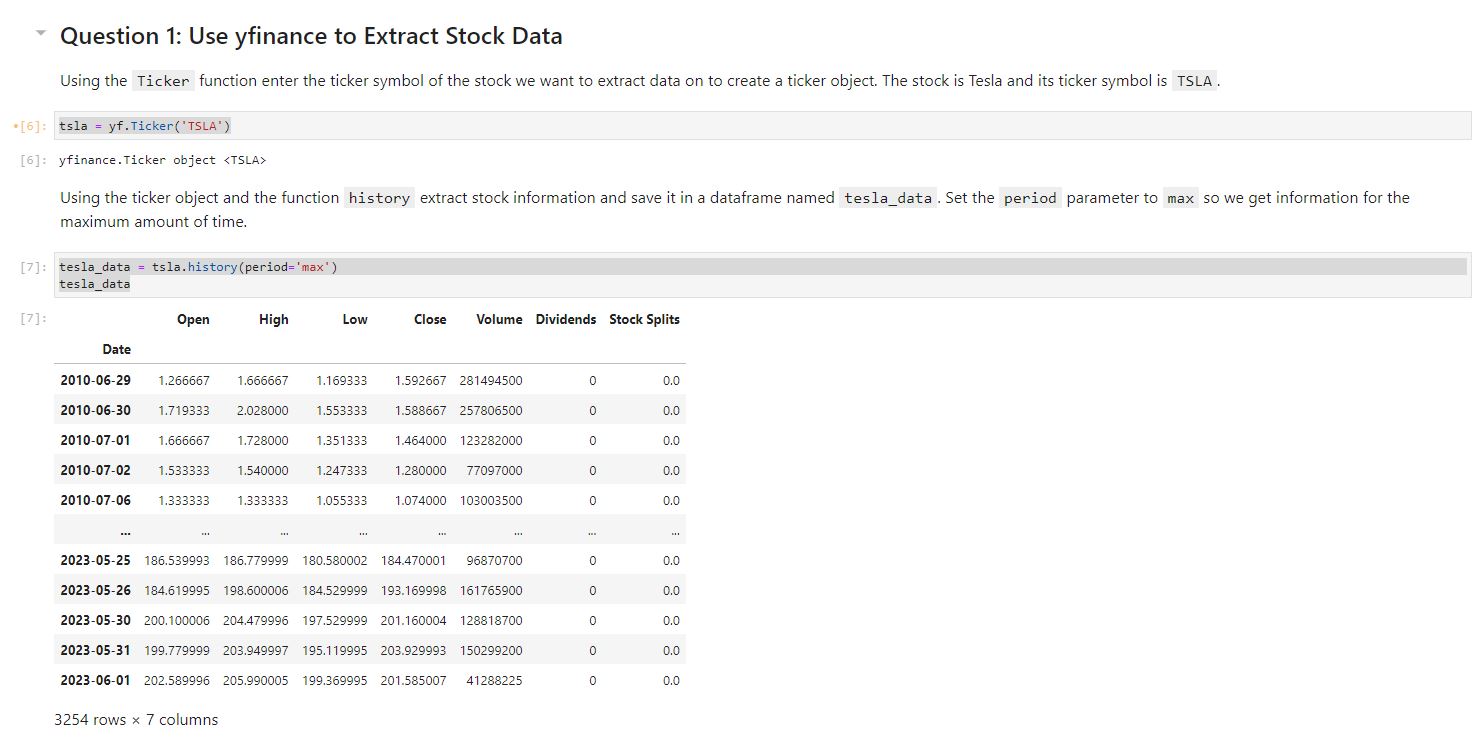 Question 1: Use yfinance to Extract Stock Data
Using the Ticker function enter the ticker symbol of the stock we want to extract data on to create a ticker object. The stock is Tesla and its ticker symbol is TSLA.
•[6]: tsla = yf.Ticker('TSLA')
[6]: yfinance.Ticker object <TSLA>
Using the ticker object and the function history extract stock information and save it in a dataframe named tesla_data. Set the period parameter to max so we get information for the
maximum amount of time.
[7]: tesla_data = tsla.history(period='max')
tesla_data
[7]: Open High Low Close Volume Dividends Stock Splits
Date
2010-06-29 1.266667 1.666667 1.169333 1.592667 281494500 0 0.0
2010-06-30 1.719333 2.028000 1.553333 1.588667 257806500 0 0.0
2010-07-01 1.666667 1.728000 1.351333 1.464000 123282000 0 0.0
2010-07-02 1.533333 1.540000 1.247333 1.280000 77097000 0 0.0
2010-07-06 1.333333 1.333333 1.055333 1.074000 103003500 0 0.0
... ... ... ... ... ... ... ...
2023-05-25 186.539993 186.779999 180.580002 184.470001 96870700 0 0.0
2023-05-26 184.619995 198.600006 184.529999 193.169998 161765900 0 0.0
2023-05-30 200.100006 204.479996 197.529999 201.160004 128818700 0 0.0
2023-05-31 199.779999 203.949997 195.119995 203.929993 150299200 0 0.0
2023-06-01 202.589996 205.990005 199.369995 201.585007 41288225 0 0.0
3254 rows × 7 columns